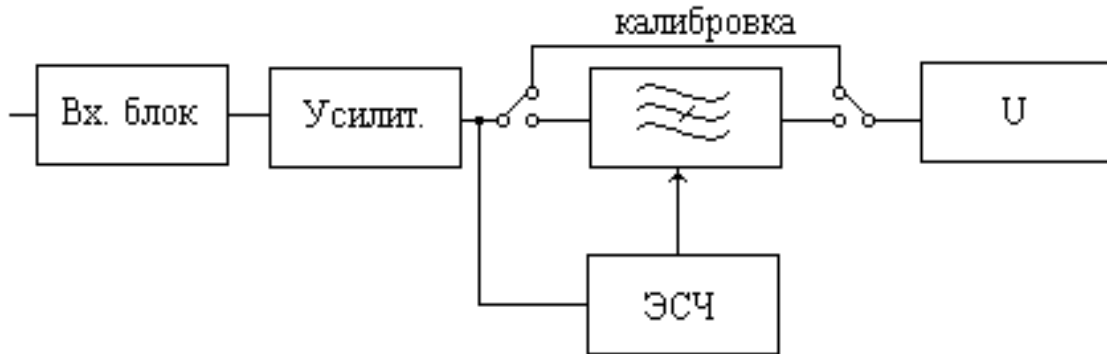 калибровка
Вх. блок
Усилит.
U
ЭСЧ